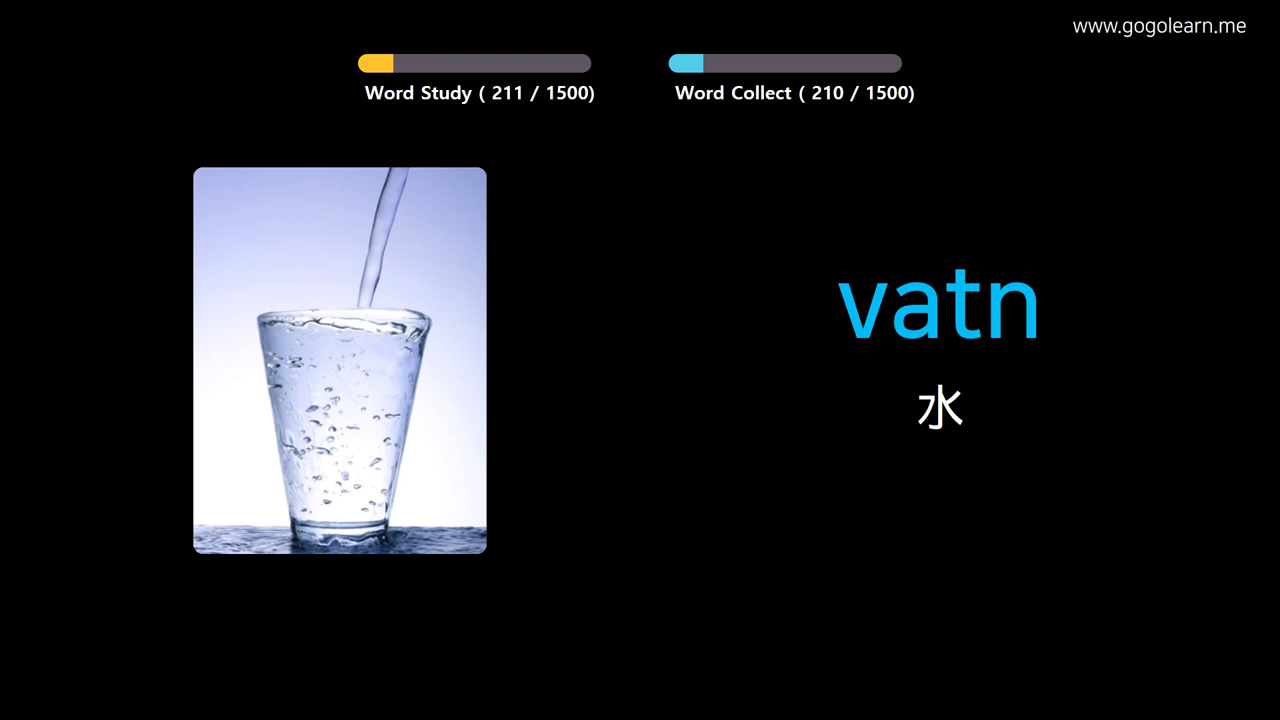 www.gogolearn.me
Word Study ( 211 / 1500)
Word Collect ( 210 / 1500)
vatn
水